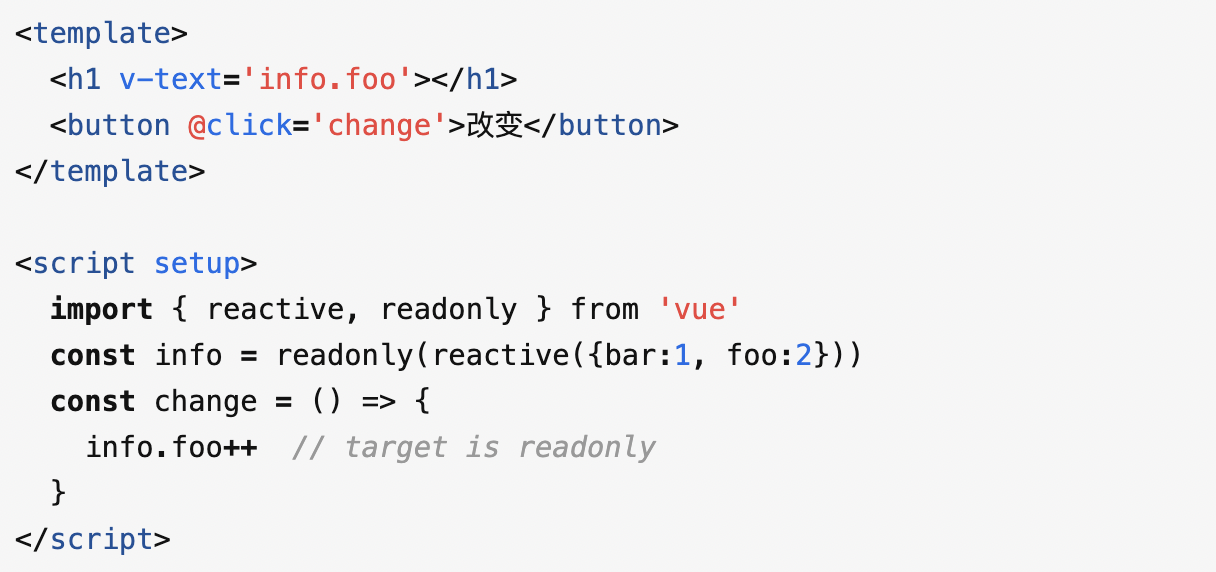 <template>
  <h1 v-text='info.foo'></h1>
  <button @click='change'>改变</button>
</template>

<script setup>
  import { reactive, readonly } from 'vue'
  const info = readonly(reactive({bar:1, foo:2}))
  const change = () => {
    info.foo++  // target is readonly
  }
</script>